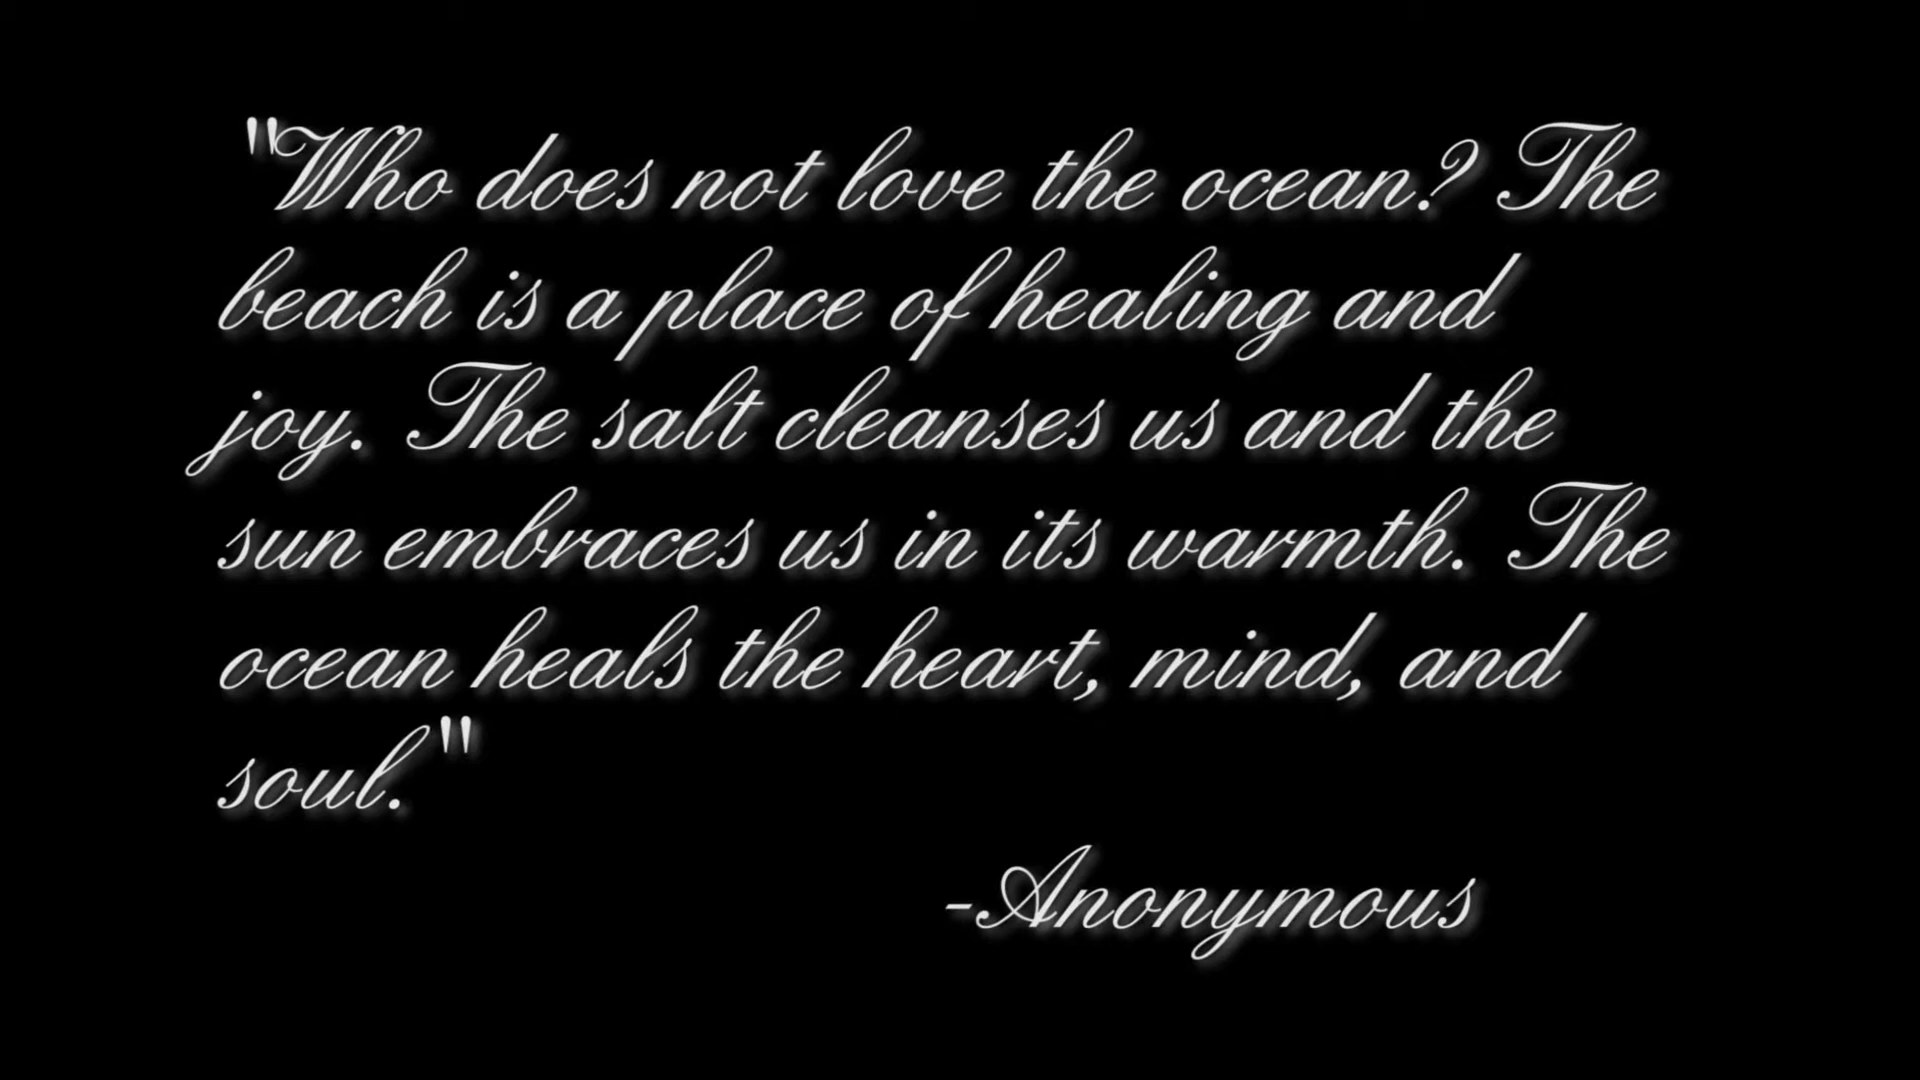 "Who does not love the ocean? The
beach is a place of healing and
joy. The salt cleanses us and the
sun embraces us in its warmth. The
ocean heals the heart, mind, and
soul."
-Anonymous